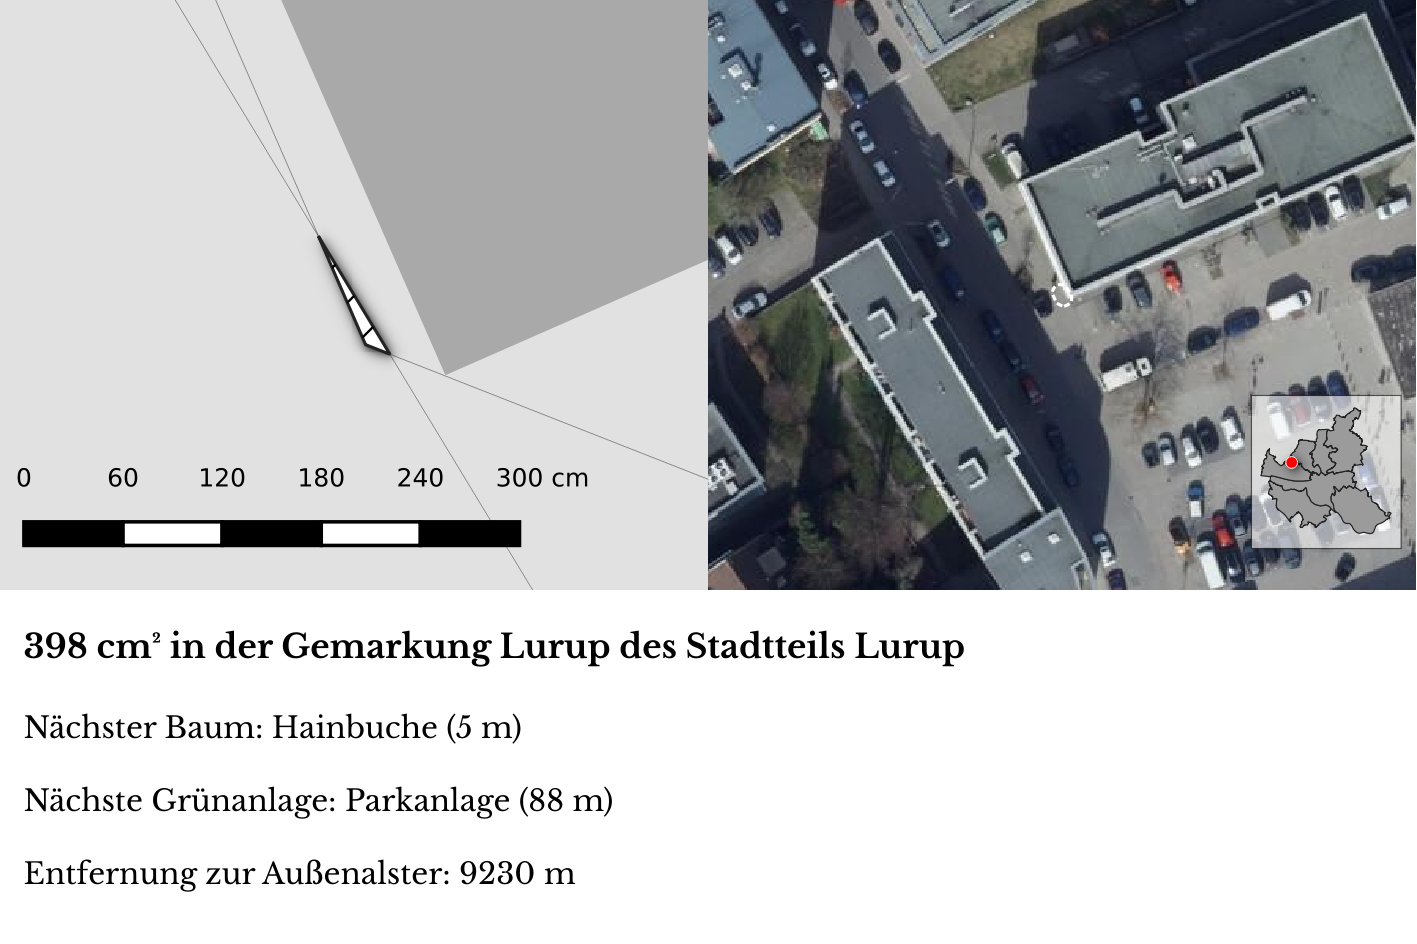 0 60 120 180 240 300 cm
398 cm² in der Gemarkung Lurup des Stadtteils Lurup
Nächster Baum: Hainbuche (5 m)
Nächste Grünanlage: Parkanlage (88 m)
Entfernung zur Außenalster: 9230 m